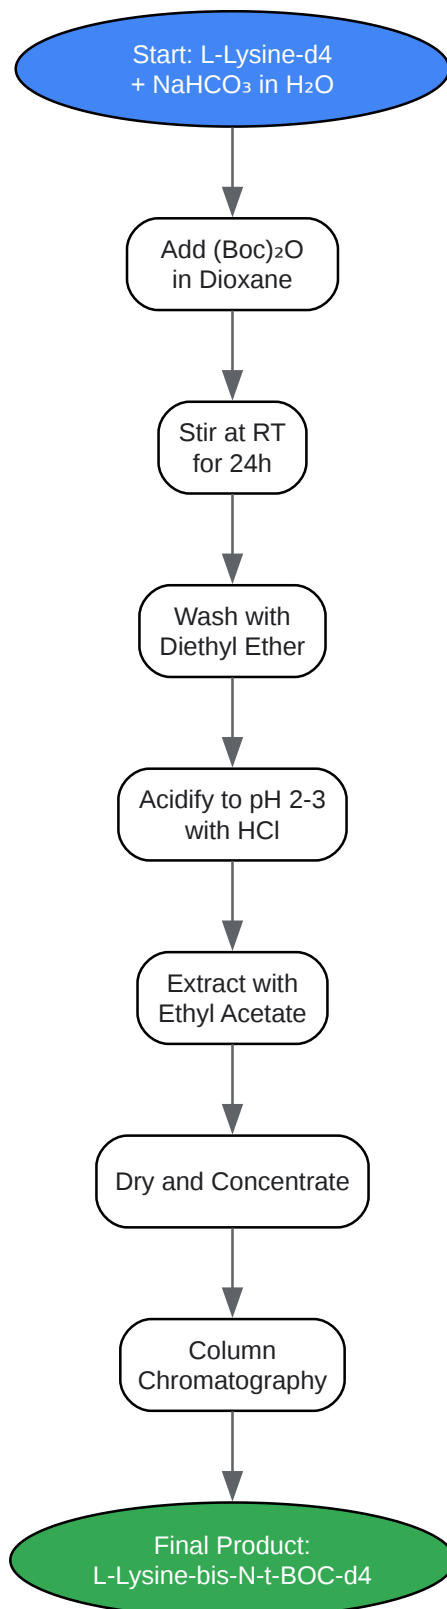 Start: L-Lysine-d4
+ NaHCO₃ in H₂O
Add (Boc)₂O
in Dioxane
Stir at RT
for 24h
Wash with
Diethyl Ether
Acidify to pH 2-3
with HCl
Extract with
Ethyl Acetate
Dry and Concentrate
Column
Chromatography
Final Product:
L-Lysine-bis-N-t-BOC-d4